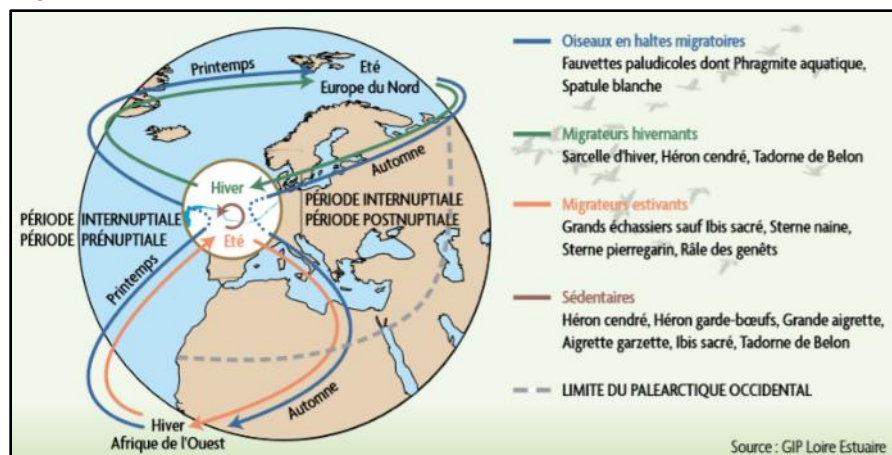 Printemps
Eté
Europe du Nord
Automne
Hiver
PÉRIODE INTERNUPTIALE
PÉRIODE PRÉNUPTIALE
PÉRIODE INTERNUPTIALE
PÉRIODE POSTNUPTIALE
Eté
Printemps
Automne
Hiver
Afrique de l'Ouest
Oiseaux en haltes migratoires
Fauvettes paludicoles dont Phragmite aquatique,
Spatule blanche
Migrateurs hivernants
Sarcelle d'hiver, Héron cendré, Tadorne de Belon
Migrateurs estivants
Grands échassiers sauf Ibis sacré, Sterne naine,
Sterne pierregarin, Râle des genêts
Sédentaires
Héron cendré, Héron garde-bœufs, Grande aigrette,
Aigrette garzette, Ibis sacré, Tadorne de Belon
LIMITE DU PALEARCTIQUE OCCIDENTAL
Source : GIP Loire Estuaire